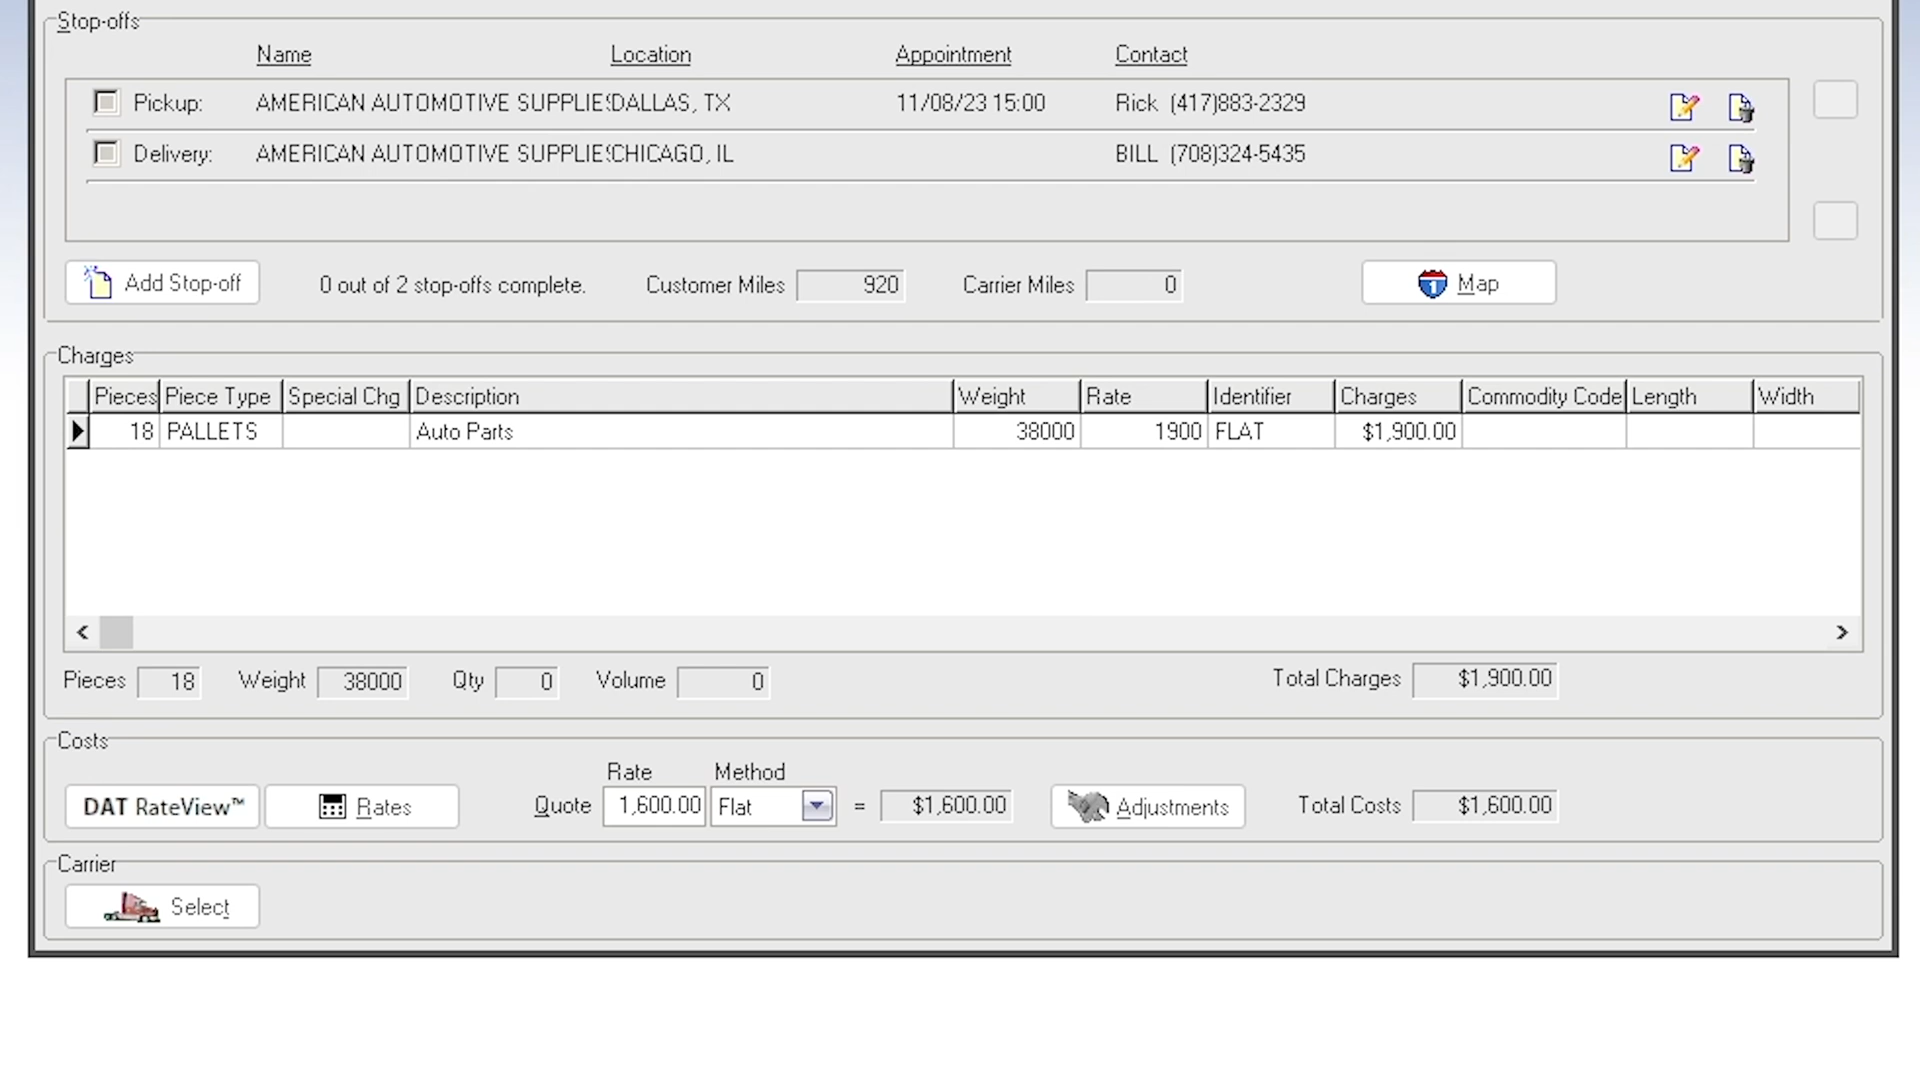 Stop-offs
Name Location Appointment Contact
Pickup: AMERICAN AUTOMOTIVE SUPPLIES DALLAS, TX 11/08/23 15:00 Rick (417)883-2329
Delivery: AMERICAN AUTOMOTIVE SUPPLIES CHICAGO, IL BILL (708)324-5435
Add Stop-off 0 out of 2 stop-offs complete. Customer Miles 920 Carrier Miles 0 1 Map
Charges
Pieces Piece Type Special Chg Description Weight Rate Identifier Charges Commodity Code Length Width
18 PALLETS Auto Parts 38000 1900 FLAT $1,900.00
Pieces 18 Weight 38000 Qty 0 Volume 0 Total Charges $1,900.00
Costs
Rate Method
DAT RateView™ Rates Quote 1,600.00 Flat = $1,600.00 Adjustments Total Costs $1,600.00
Carrier
Select